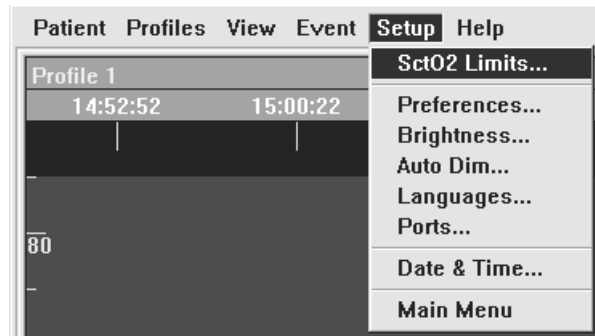 Patient Profiles View Event Setup Help
Profile 1
14:52:52 15:00:22
80
SctO2 Limits...
Preferences...
Brightness...
Auto Dim...
Languages...
Ports...
Date & Time...
Main Menu